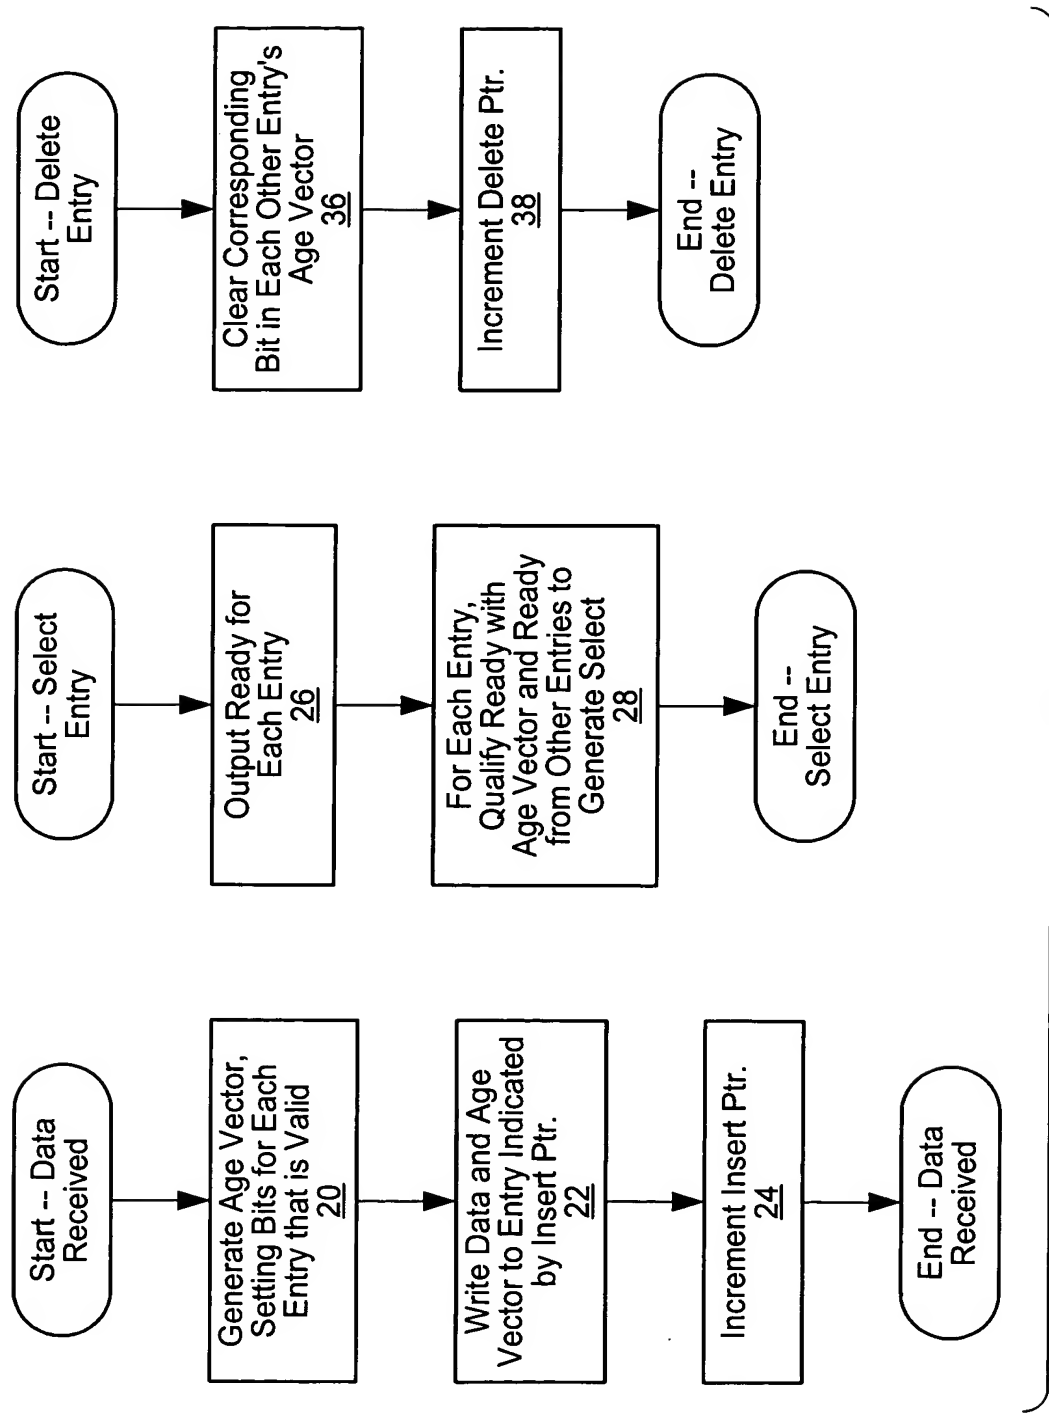 Start -- Data
Received
Generate Age Vector,
Setting Bits for Each
Entry that is Valid
20
Write Data and Age
Vector to Entry Indicated
by Insert Ptr.
22
Increment Insert Ptr.
24
End -- Data
Received
Start -- Select
Entry
Output Ready for
Each Entry
26
For Each Entry,
Qualify Ready with
Age Vector and Ready
from Other Entries to
Generate Select
28
End --
Select Entry
Start -- Delete
Entry
Clear Corresponding
Bit in Each Other Entry's
Age Vector
36
Increment Delete Ptr.
38
End --
Delete Entry